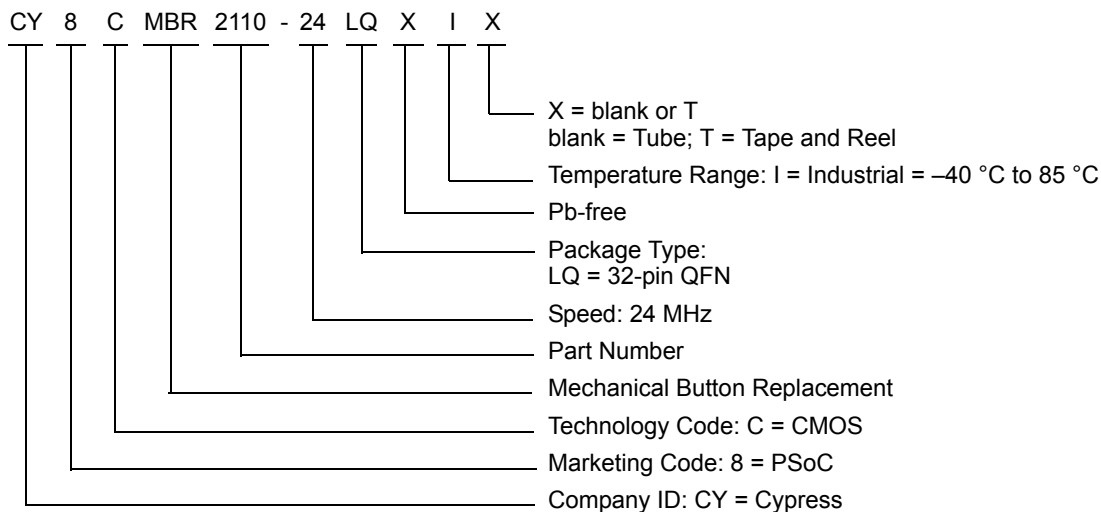 CY 8 C MBR 2110 - 24 LQ X I X
X = blank or T
blank = Tube; T = Tape and Reel
Temperature Range: I = Industrial = –40 °C to 85 °C
Pb-free
Package Type:
LQ = 32-pin QFN
Speed: 24 MHz
Part Number
Mechanical Button Replacement
Technology Code: C = CMOS
Marketing Code: 8 = PSoC
Company ID: CY = Cypress